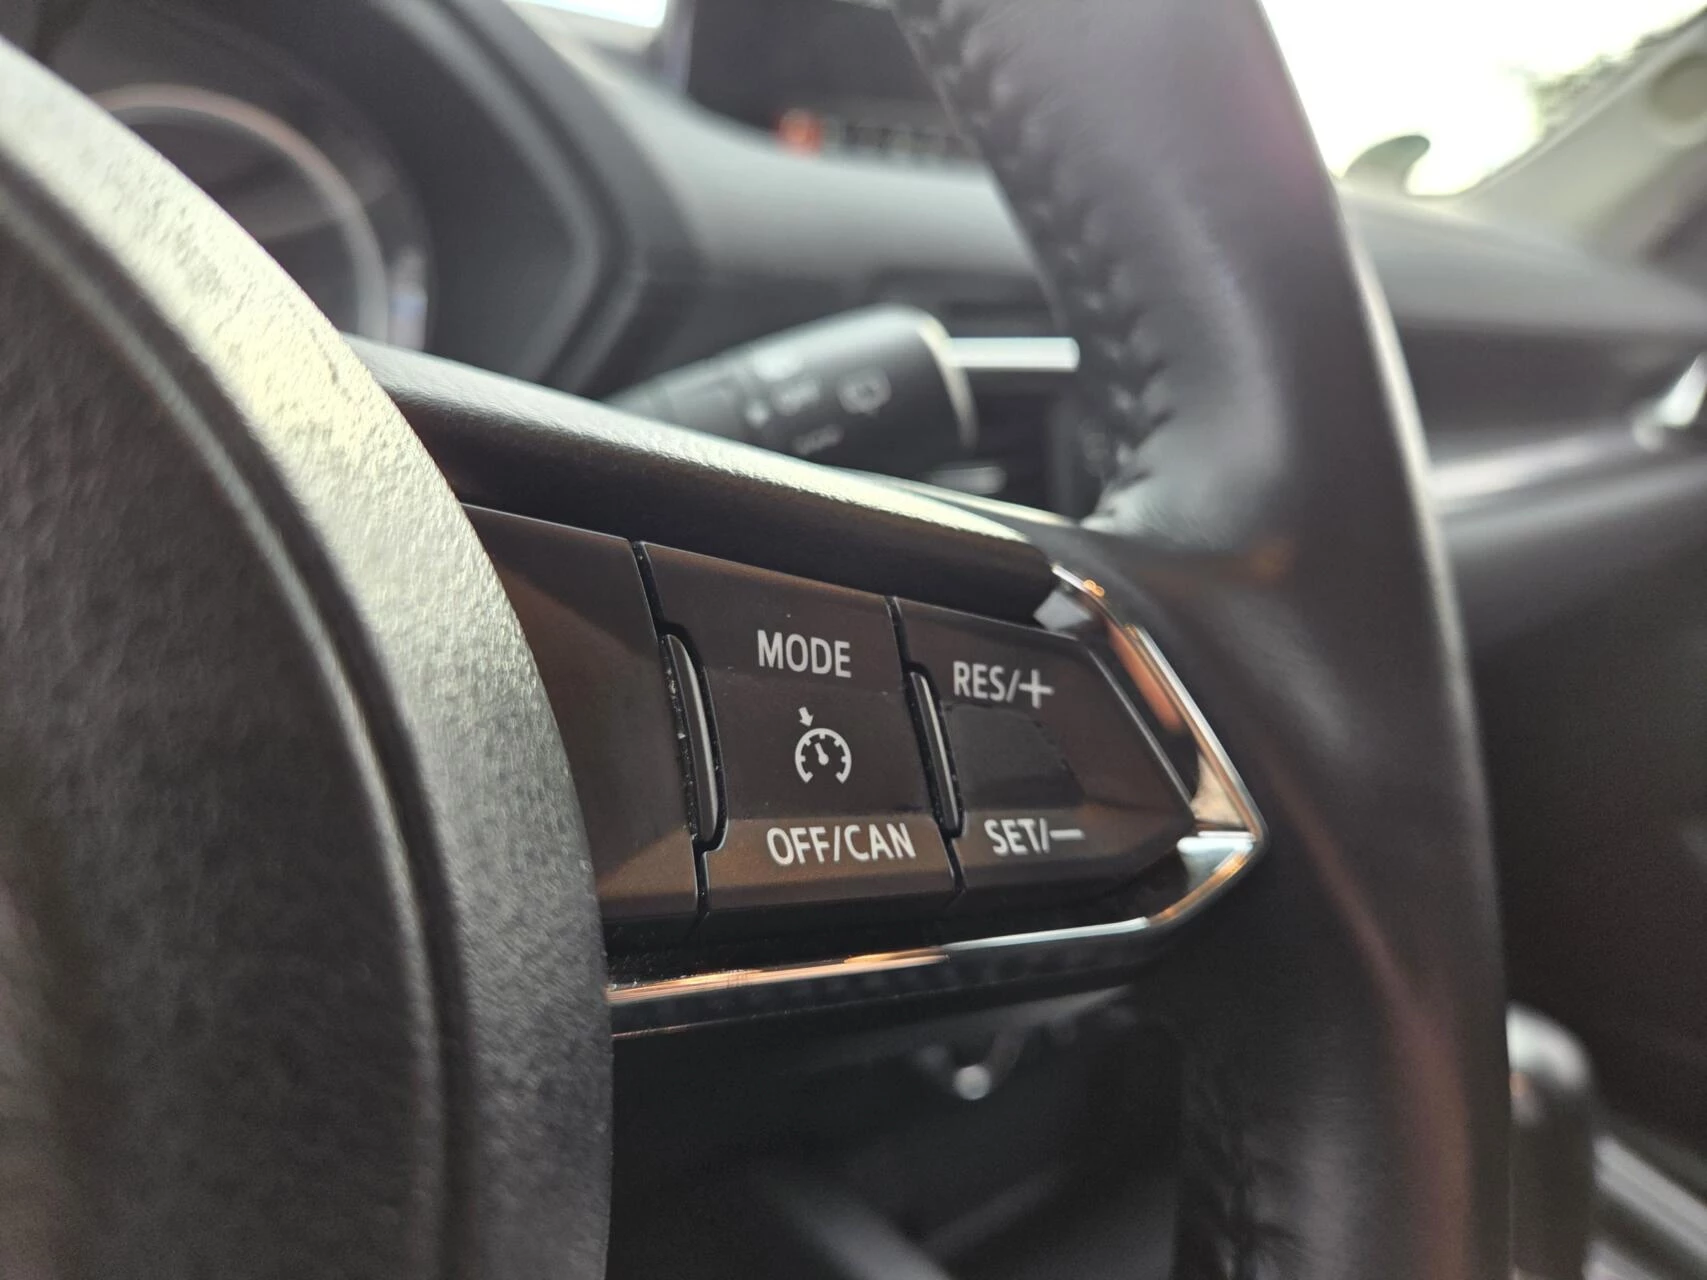 MODE
RES/+
OFF/CAN
SET/−